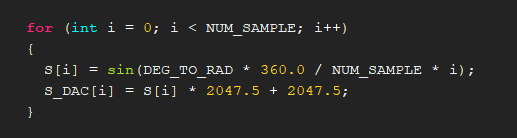 for (int i = 0; i < NUM_SAMPLE; i++)
{
  S[i] = sin(DEG_TO_RAD * 360.0 / NUM_SAMPLE * i);
  S_DAC[i] = S[i] * 2047.5 + 2047.5;
}